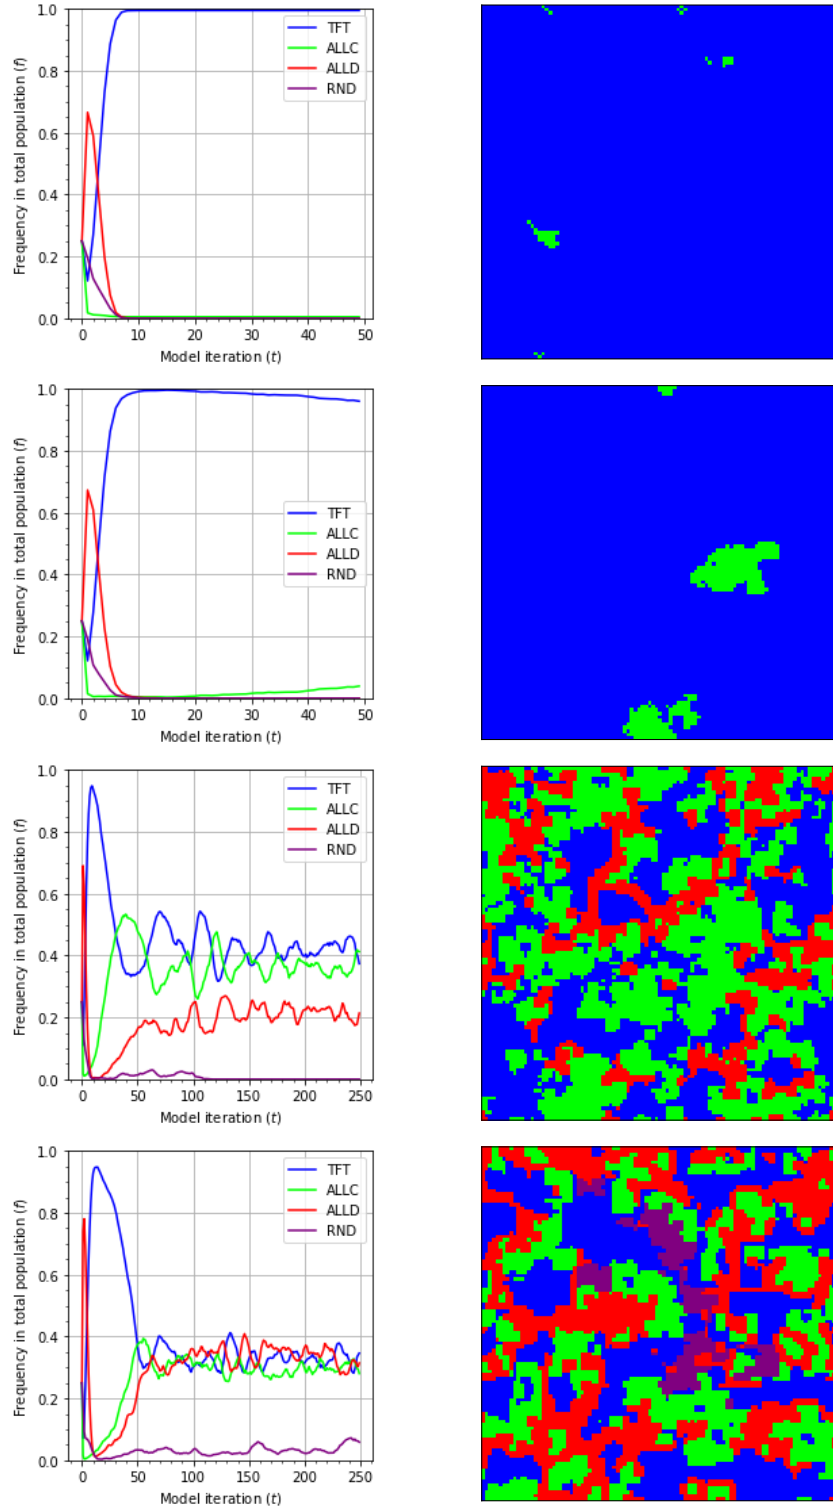 1.0
0.8
0.6
0.4
0.2
0.0
Frequency in total population (f)
TFT
ALLC
ALLD
RND
0 10 20 30 40 50
Model iteration (t)
1.0
0.8
0.6
0.4
0.2
0.0
Frequency in total population (f)
TFT
ALLC
ALLD
RND
0 10 20 30 40 50
Model iteration (t)
1.0
0.8
0.6
0.4
0.2
0.0
Frequency in total population (f)
TFT
ALLC
ALLD
RND
0 50 100 150 200 250
Model iteration (t)
1.0
0.8
0.6
0.4
0.2
0.0
Frequency in total population (f)
TFT
ALLC
ALLD
RND
0 50 100 150 200 250
Model iteration (t)